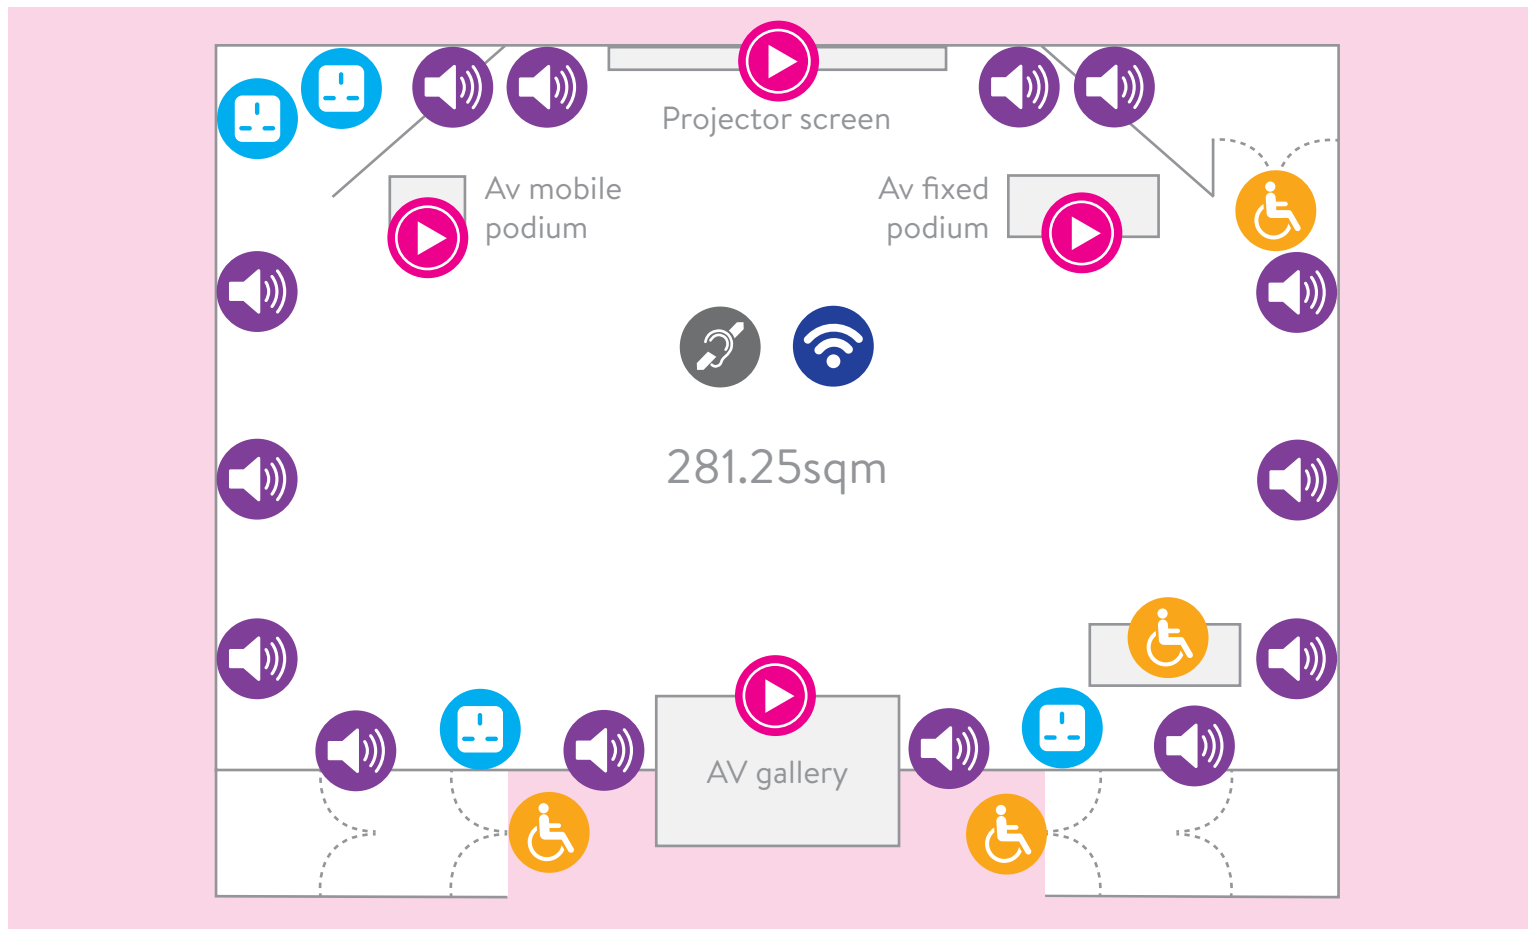 Projector screen
Av mobile
podium
Av fixed
podium
281.25sqm
AV gallery